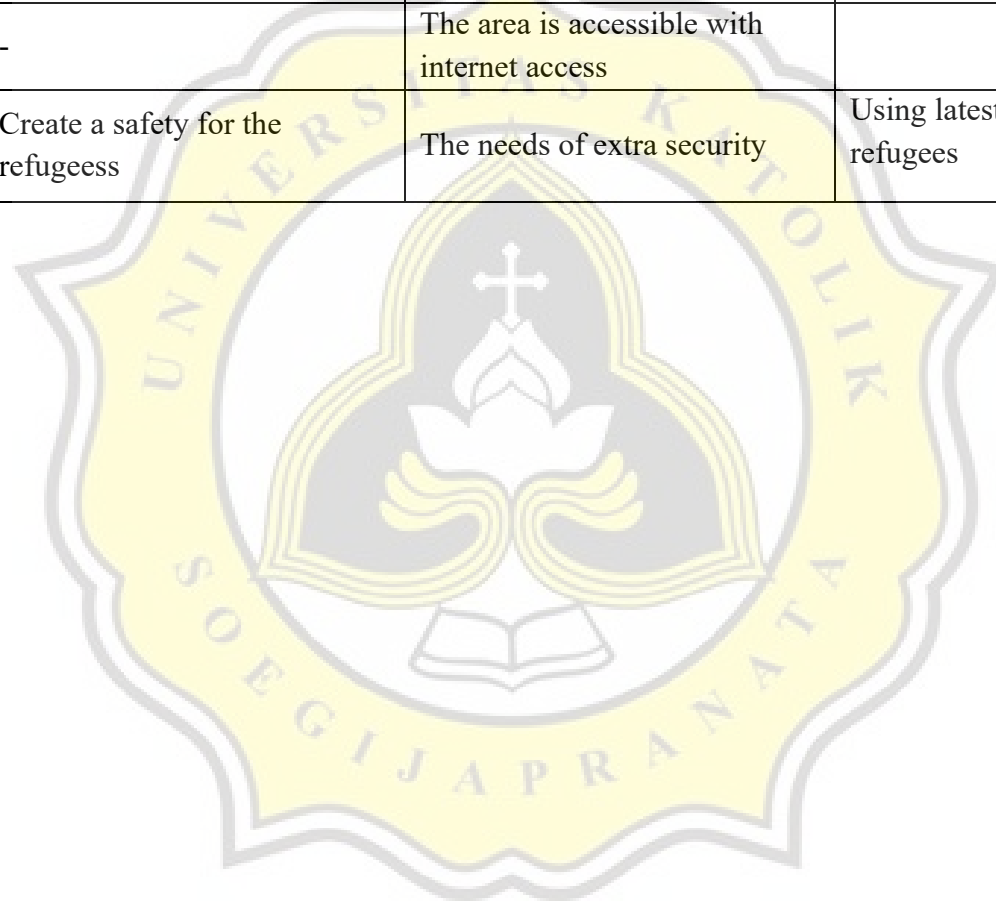 -
The area is accessible with
internet access
Create a safety for the
refugeess
The needs of extra security
Using latest
refugees
UNIVERSITAS KATOLIK
SOEGIJAPRANATA